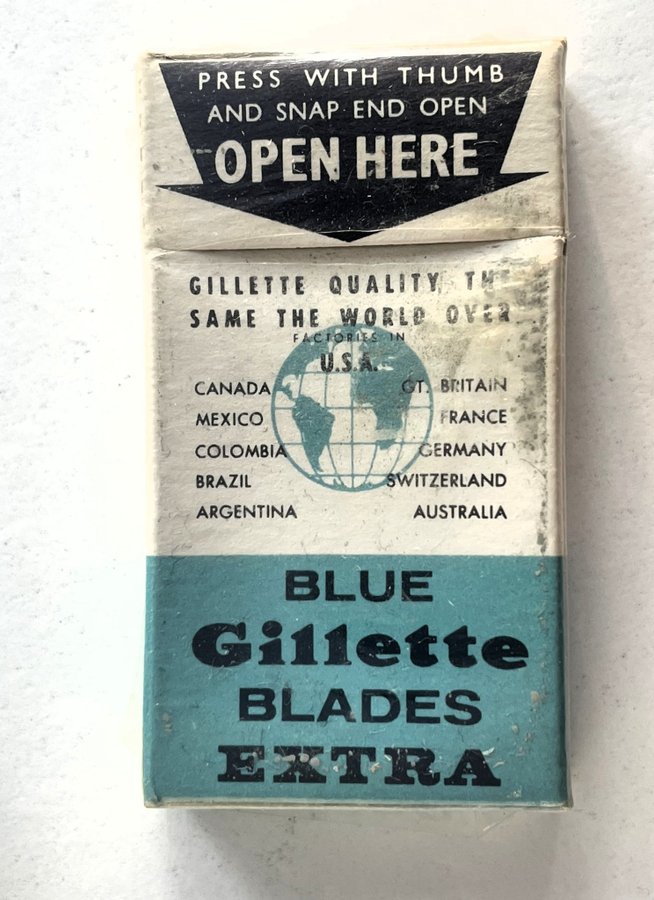 PRESS WITH THUMB
AND SNAP END OPEN
OPEN HERE
GILLETTE QUALITY, THE
SAME THE WORLD OVER
FACTORIES IN
U.S.A.
CANADA GT. BRITAIN
MEXICO FRANCE
COLOMBIA GERMANY
BRAZIL SWITZERLAND
ARGENTINA AUSTRALIA
BLUE
Gillette
BLADES
EXTRA